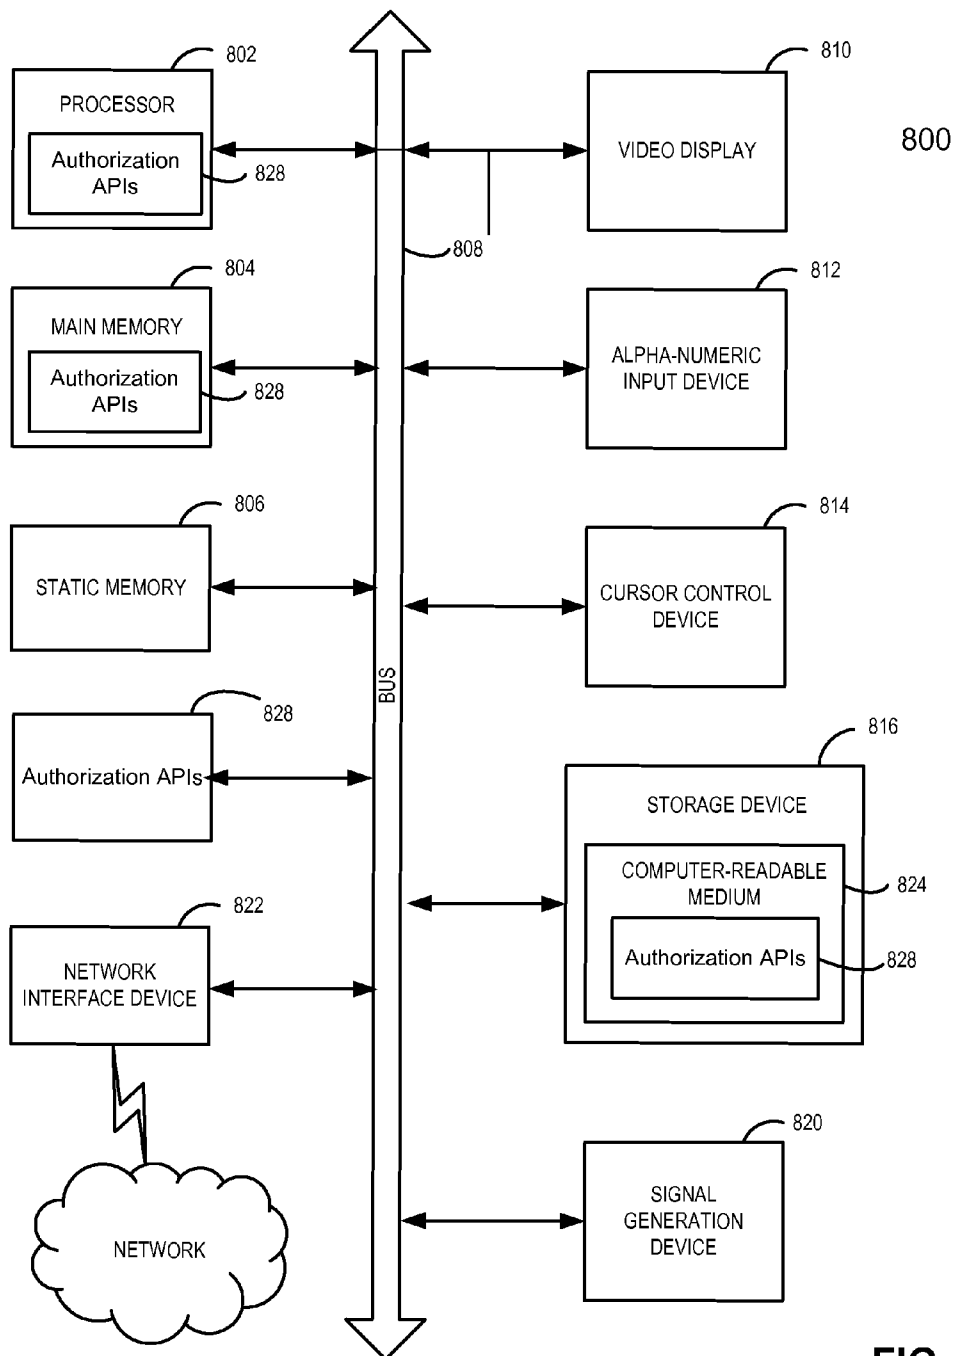 802
PROCESSOR
Authorization
APIs
828
810
VIDEO DISPLAY
800
808
804
MAIN MEMORY
Authorization
APIs
828
812
ALPHA-NUMERIC
INPUT DEVICE
806
STATIC MEMORY
814
CURSOR CONTROL
DEVICE
BUS
828
Authorization APIs
816
STORAGE DEVICE
COMPUTER-READABLE
MEDIUM
824
Authorization APIs
828
822
NETWORK
INTERFACE DEVICE
NETWORK
820
SIGNAL
GENERATION
DEVICE
FIG